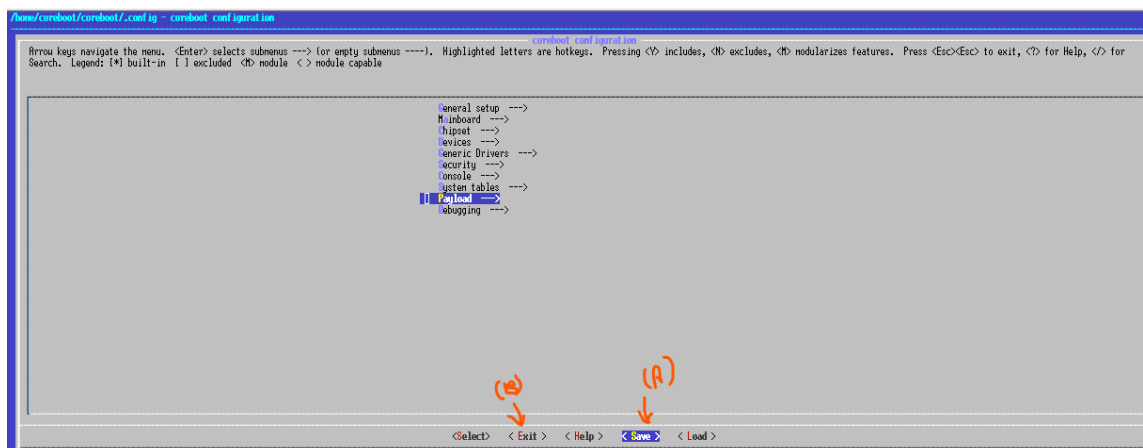 /home/coreboot/coreboot/.config - coreboot configuration
coreboot configuration
Arrow keys navigate the menu. <Enter> selects submenus ---> (or empty submenus ----). Highlighted letters are hotkeys. Pressing <Y> includes, <N> excludes, <M> modularizes features. Press <Esc><Esc> to exit, <?> for Help, </> for
Search. Legend: [*] built-in [ ] excluded <M> module < > module capable
General setup --->
Mainboard --->
Chipset --->
Devices --->
Generic Drivers --->
Security --->
Console --->
System tables --->
Payload --->
Debugging --->
(B)
(A)
<Select> < Exit > < Help > < Save > < Load >